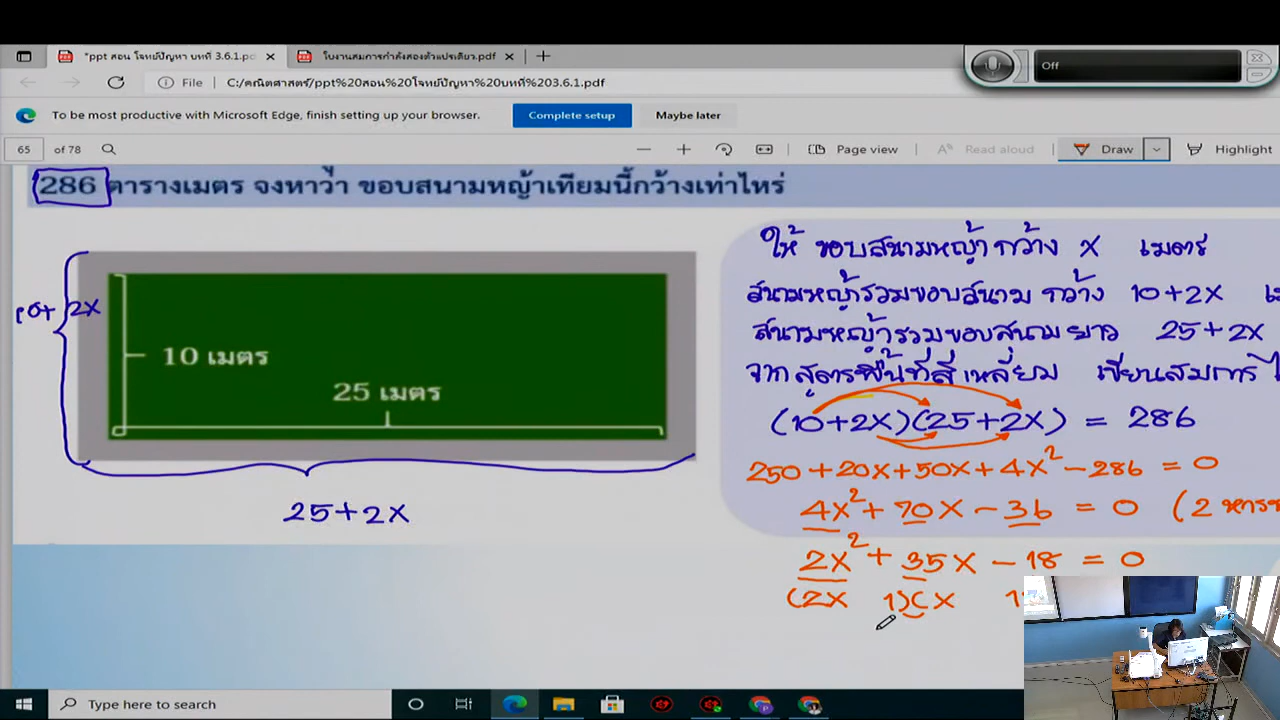 *ppt สอน โจทย์ปัญหา บทที่ 3.6.1.pd
ใบงานสมการกำลังสองตัวแปรเดียว.pdf
Off
File
C:/คณิตศาสตร์/ppt%20สอน%20โจทย์ปัญหา%20บทที่%203.6.1.pdf
To be most productive with Microsoft Edge, finish setting up your browser.
Complete setup
Maybe later
65 of 78
Page view
Read aloud
Draw
Highlight
286 ตารางเมตร จงหาว่า ขอบสนามหญ้าเทียมนี้กว้างเท่าไหร่
ให้ ขอบสนามหญ้า กว้าง x เมตร
สนามหญ้ารวมขอบสนาม กว้าง 10+2x
สนามหญ้ารวมขอบสนาม ยาว 25+2x
จากสูตรพื้นที่สี่เหลี่ยม เขียนสมการ
(10+2x)(25+2x) = 286
250+20x+50x+4x²-286 = 0
4x²+70x-36 = 0 (2 หาร
2x²+35x-18 = 0
(2x 1)(x 1
10+2x
10 เมตร
25 เมตร
25+2x
Type here to search